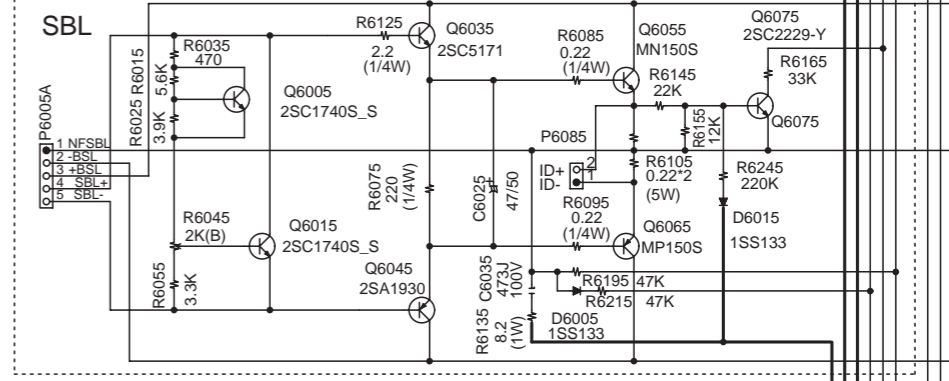 SBL
P6005A
1 NFSBL
2 -BSL
3 +BSL
4 SBL+
5 SBL-
R6015
5.6K
R6025
3.9K
R6035
470
Q6005
2SC1740S_S
R6045
2K(B)
R6055
3.3K
Q6015
2SC1740S_S
R6125
2.2
(1/4W)
Q6035
2SC5171
R6075
220
(1/4W)
Q6045
2SA1930
C6025
+
47/50
R6085
0.22
(1/4W)
Q6055
MN150S
R6145
22K
P6085
ID+ 2
ID- 1
R6105
0.22*2
(5W)
R6095
0.22
(1/4W)
Q6065
MP150S
C6035
473J
100V
R6135
8.2
(1W)
R6195 47K
R6215 47K
D6005
1SS133
R6155
12K
Q6075
2SC2229-Y
R6165
33K
Q6075
R6245
220K
D6015
1SS133